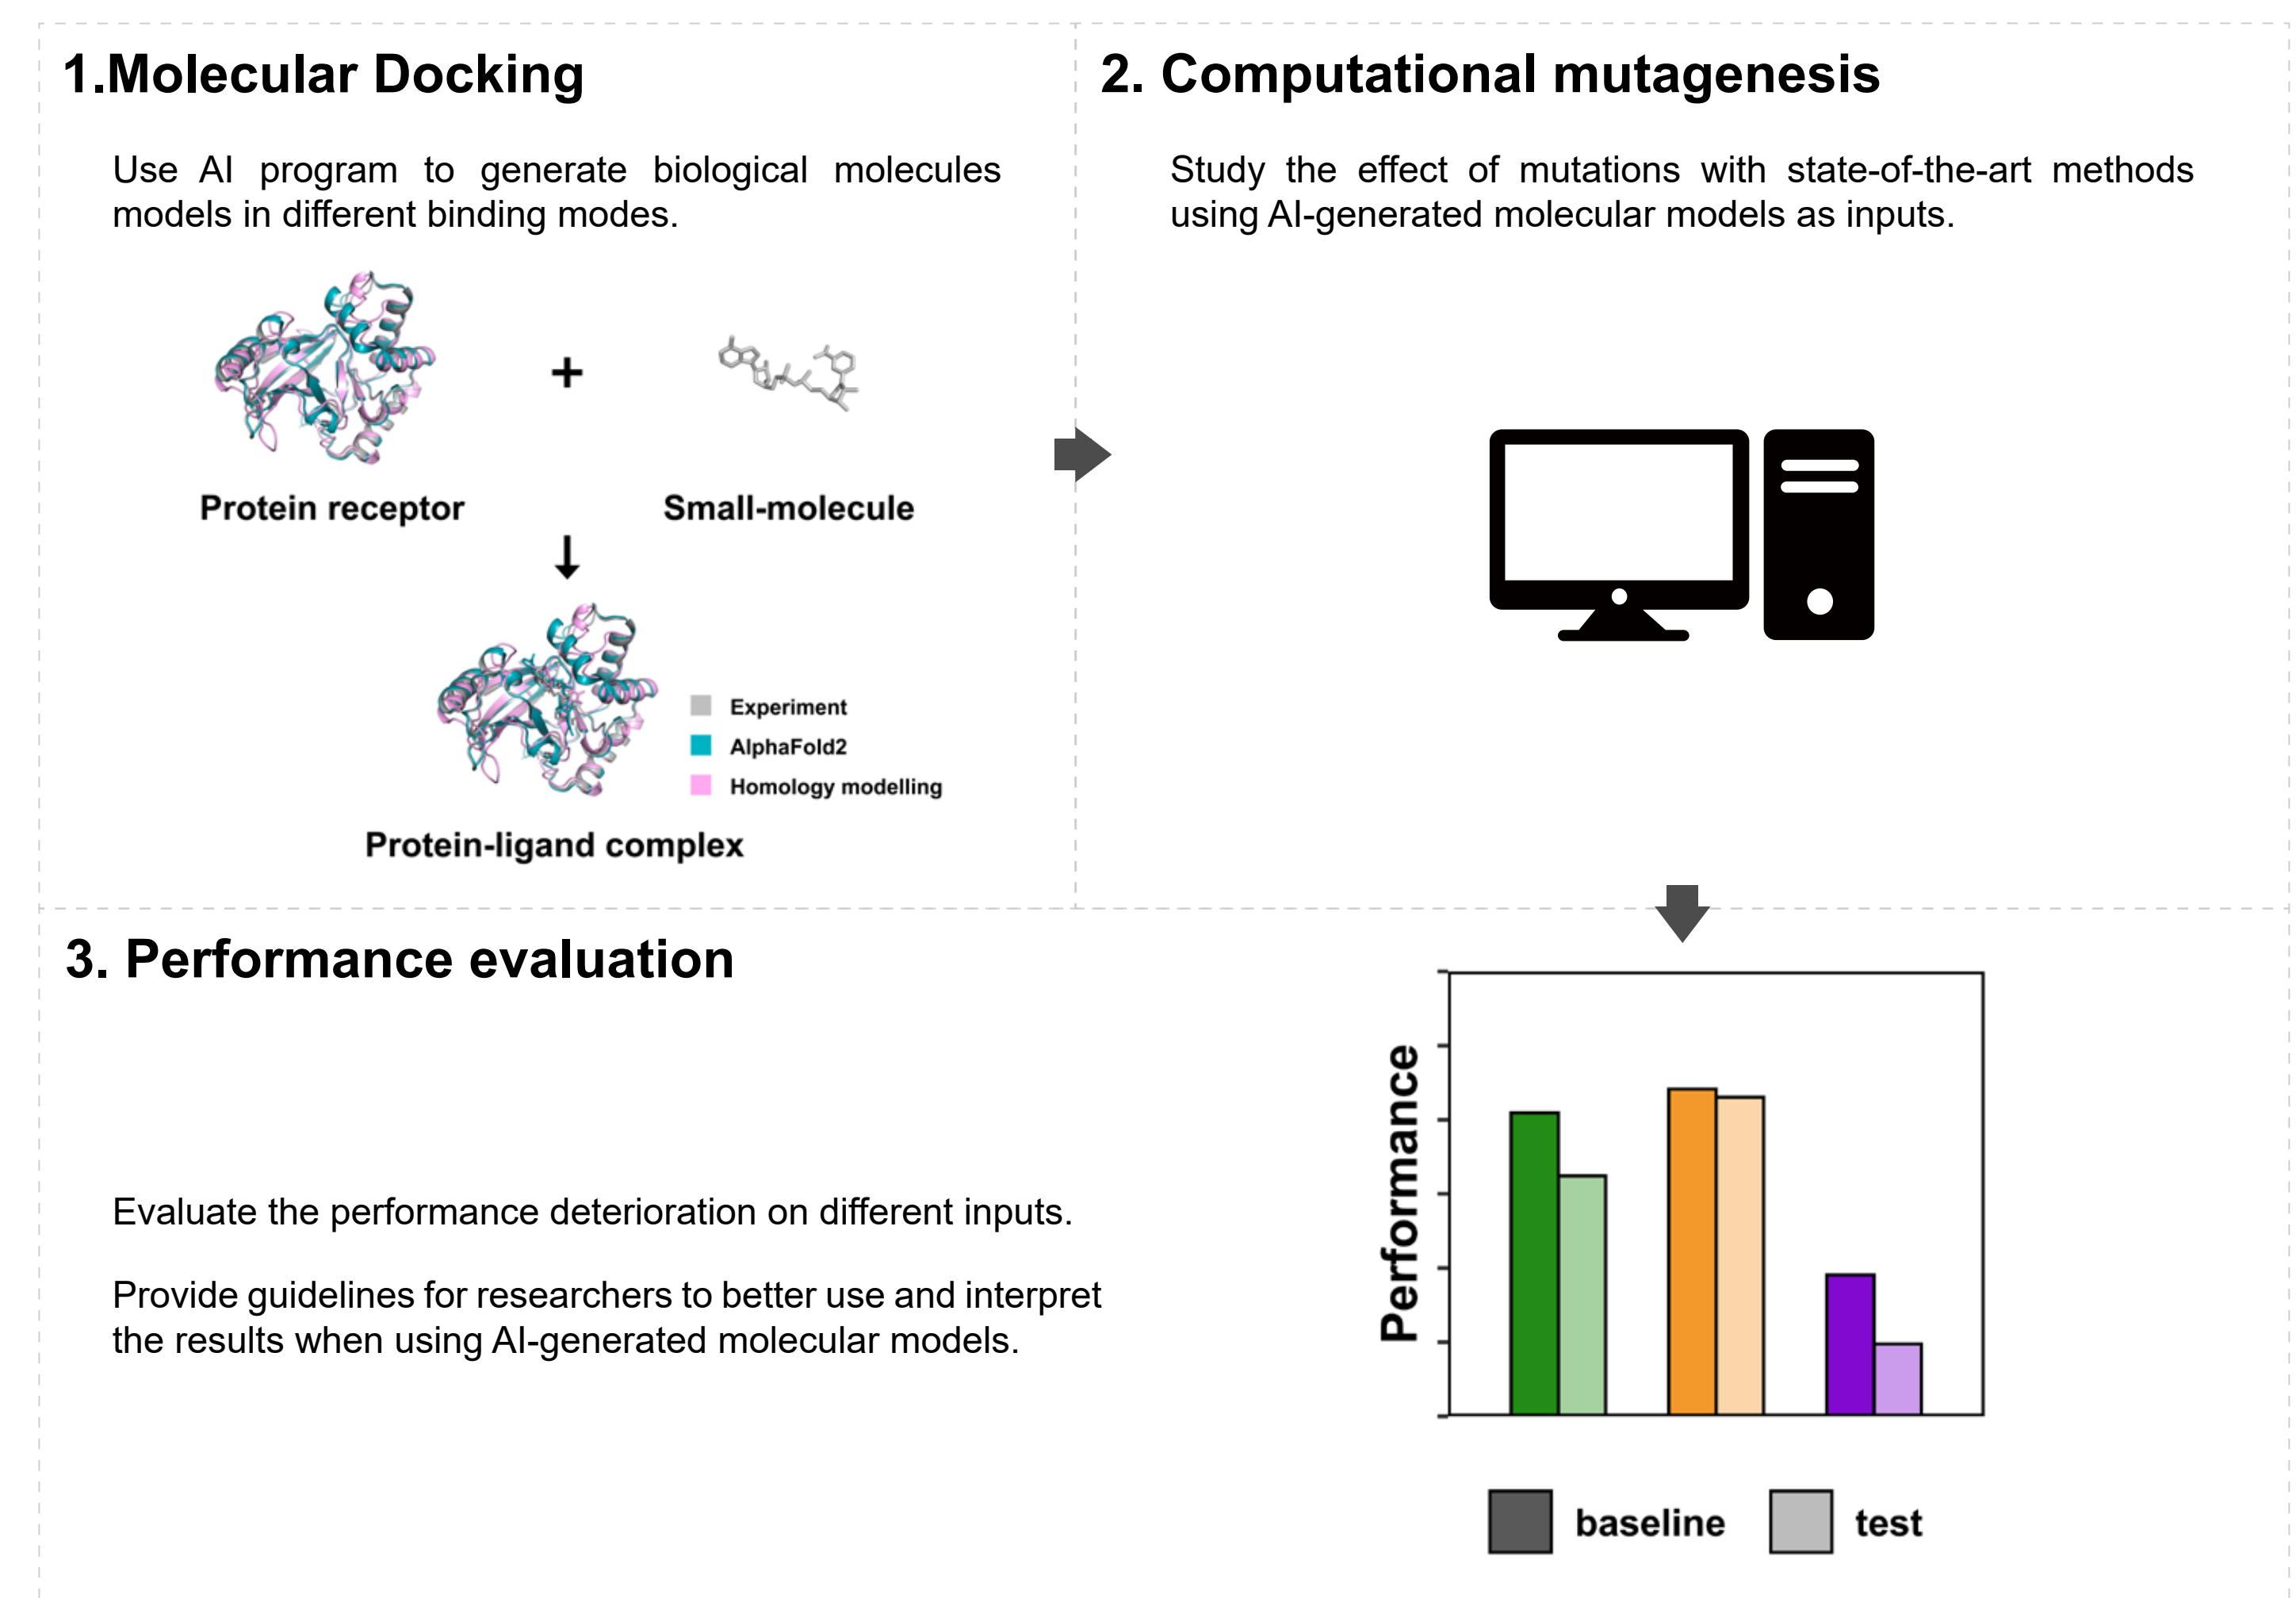 1.Molecular Docking
Use AI program to generate biological molecules
models in different binding modes.
+
Protein receptor
Small-molecule
Experiment
AlphaFold2
Homology modelling
Protein-ligand complex
2. Computational mutagenesis
Study the effect of mutations with state-of-the-art methods
using AI-generated molecular models as inputs.
3. Performance evaluation
Evaluate the performance deterioration on different inputs.
Provide guidelines for researchers to better use and interpret
the results when using AI-generated molecular models.
Performance
baseline
test